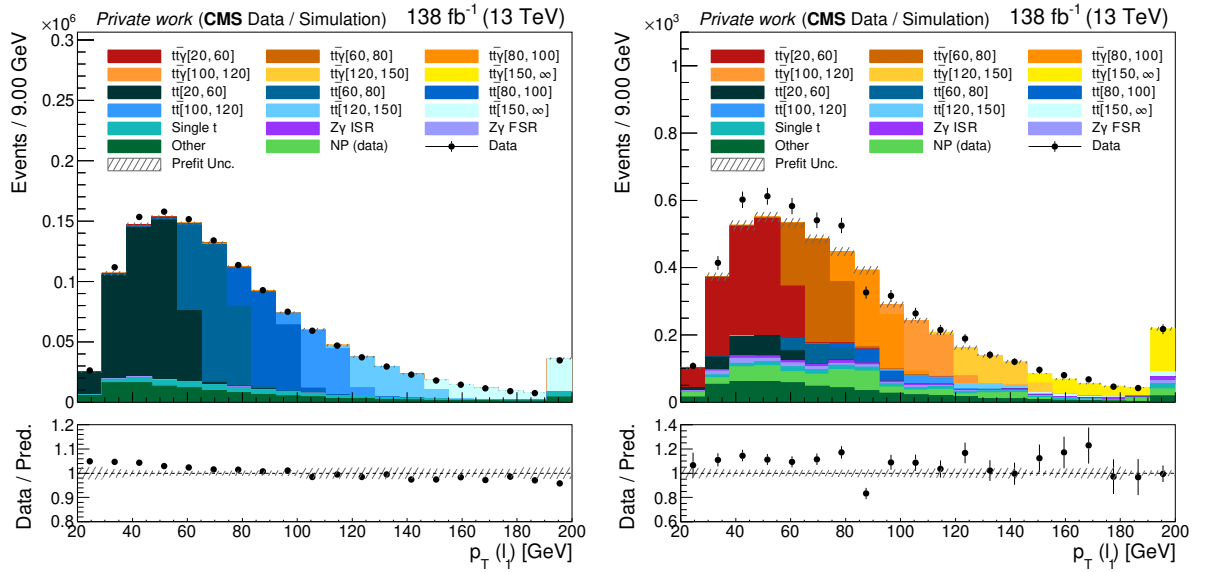 Private work (CMS Data / Simulation) 138 fb⁻¹ (13 TeV)
×10⁶
Events / 9.00 GeV
0.3
0.25
0.2
0.15
0.1
0.05
0
tt̄γ[20, 60] tt̄γ[60, 80] tt̄γ[80, 100]
tt̄γ[100, 120] tt̄γ[120, 150] tt̄γ[150, ∞]
tt̄[20, 60] tt̄[60, 80] tt̄[80, 100]
tt̄[100, 120] tt̄[120, 150] tt̄[150, ∞]
Single t Zγ ISR Zγ FSR
Other NP (data) Data
Prefit Unc.
Data / Pred.
1.2
1.1
1
0.9
0.8
20 40 60 80 100 120 140 160 180 200
p_T (l_1) [GeV]
Private work (CMS Data / Simulation) 138 fb⁻¹ (13 TeV)
×10³
Events / 9.00 GeV
1
0.8
0.6
0.4
0.2
0
tt̄γ[20, 60] tt̄γ[60, 80] tt̄γ[80, 100]
tt̄γ[100, 120] tt̄γ[120, 150] tt̄γ[150, ∞]
tt̄[20, 60] tt̄[60, 80] tt̄[80, 100]
tt̄[100, 120] tt̄[120, 150] tt̄[150, ∞]
Single t Zγ ISR Zγ FSR
Other NP (data) Data
Prefit Unc.
Data / Pred.
1.4
1.2
1
0.8
0.6
20 40 60 80 100 120 140 160 180 200
p_T (l_1) [GeV]